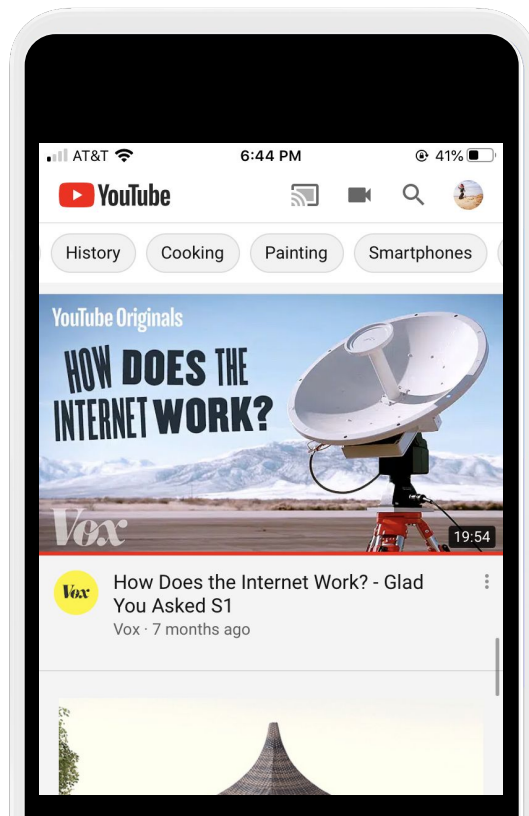 AT&T 6:44 PM 41%
YouTube
History Cooking Painting Smartphones
YouTube Originals
HOW DOES THE
INTERNET WORK?
Vox
19:54
Vox How Does the Internet Work? - Glad
You Asked S1
Vox · 7 months ago